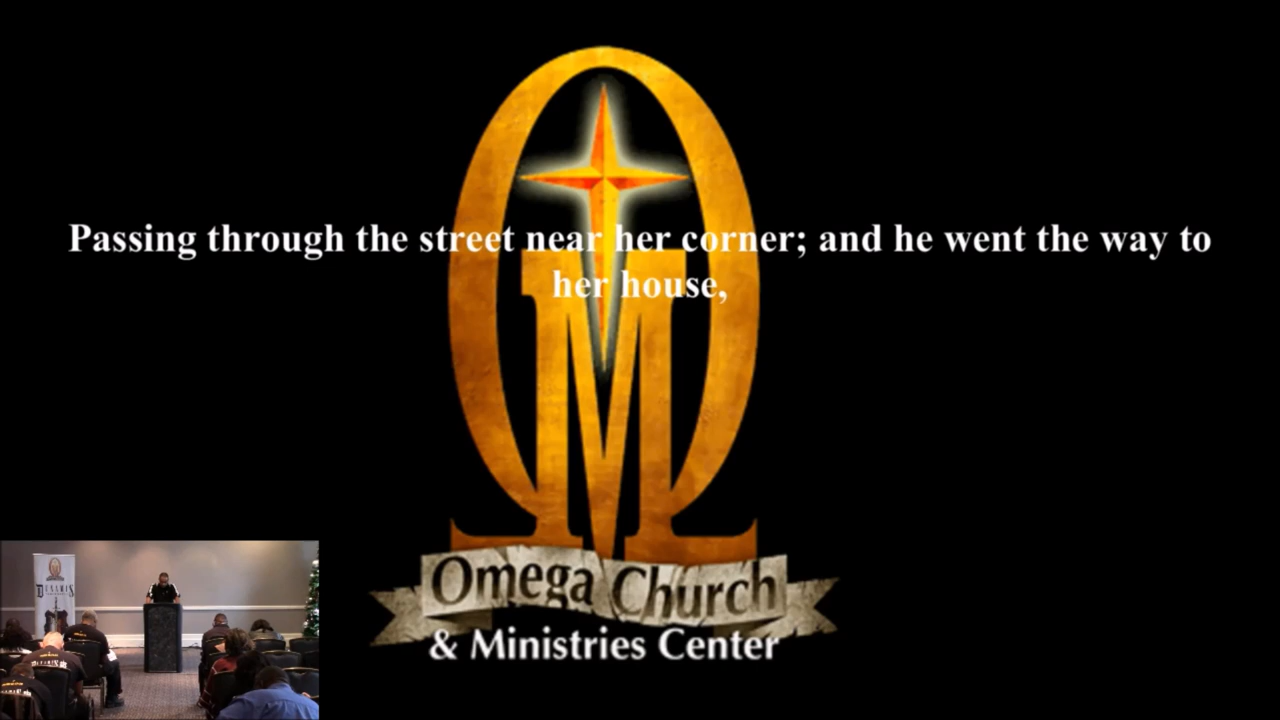 Passing through the street near her corner; and he went the way to
her house,
Omega Church
& Ministries Center